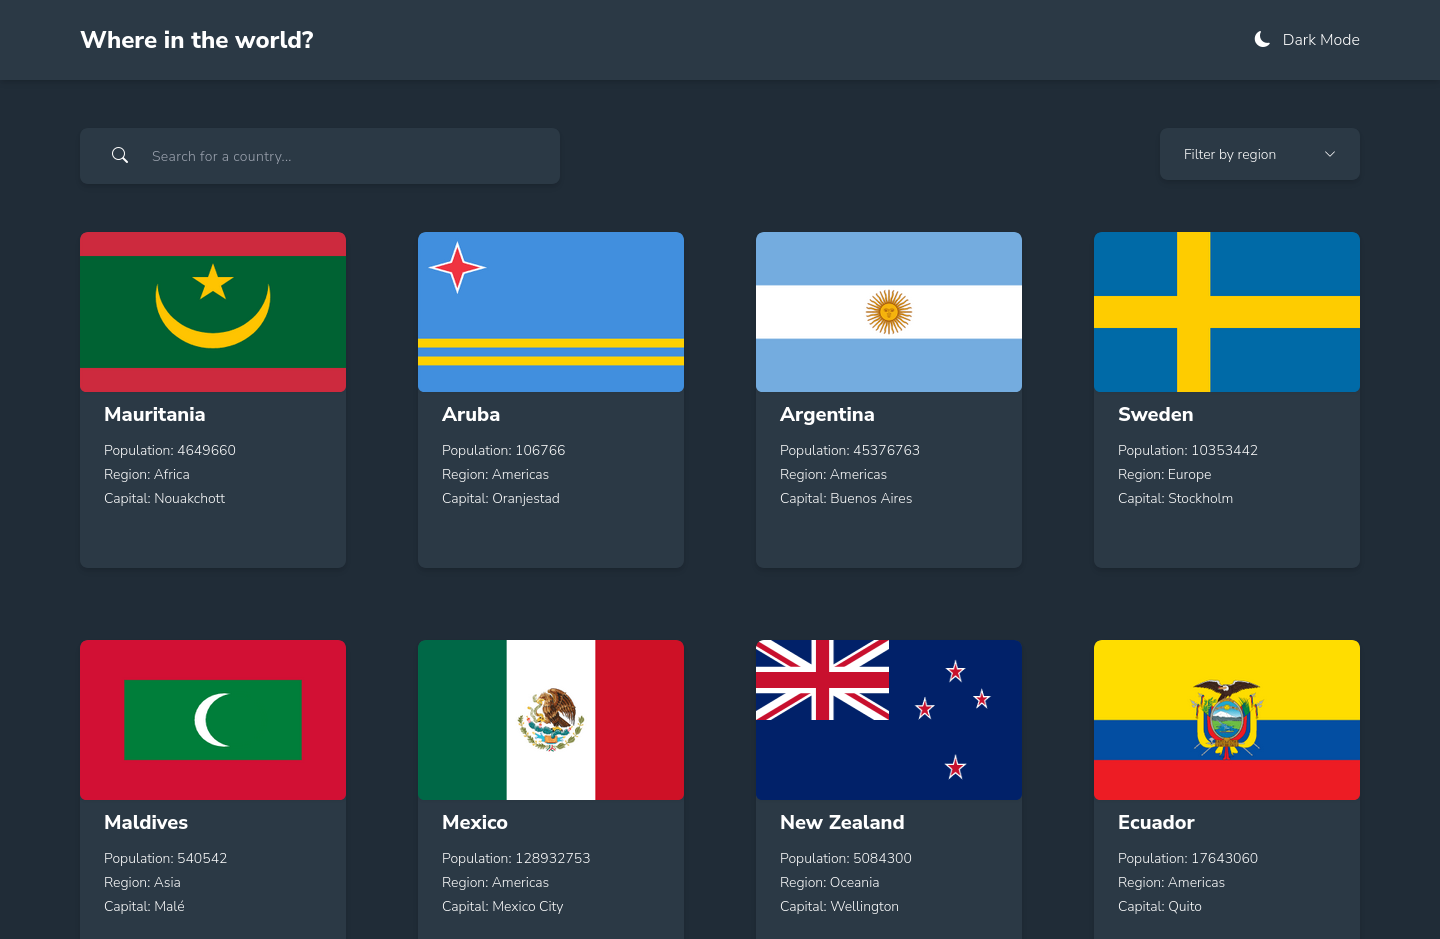 Where in the world?
Dark Mode
Search for a country...
Filter by region
Mauritania
Population: 4649660
Region: Africa
Capital: Nouakchott
Aruba
Population: 106766
Region: Americas
Capital: Oranjestad
Argentina
Population: 45376763
Region: Americas
Capital: Buenos Aires
Sweden
Population: 10353442
Region: Europe
Capital: Stockholm
Maldives
Population: 540542
Region: Asia
Capital: Malé
Mexico
Population: 128932753
Region: Americas
Capital: Mexico City
New Zealand
Population: 5084300
Region: Oceania
Capital: Wellington
Ecuador
Population: 17643060
Region: Americas
Capital: Quito